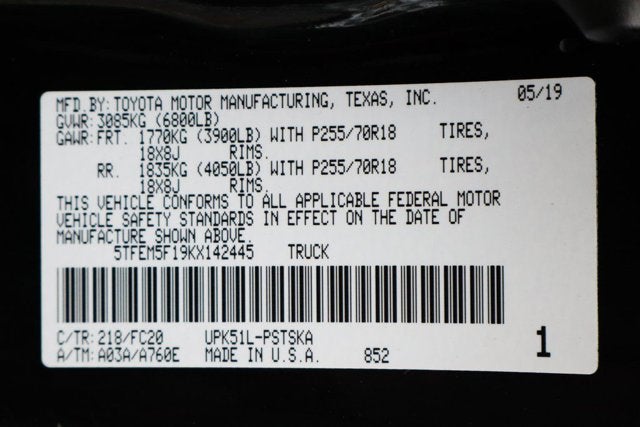 MFD.BY:TOYOTA MOTOR MANUFACTURING, TEXAS, INC. 05/19
GVWR:3085KG (6800LB)
GAWR:FRT. 1770KG (3900LB) WITH P255/70R18 TIRES,
18X8J RIMS.
RR. 1835KG (4050LB) WITH P255/70R18 TIRES,
18X8J RIMS.
THIS VEHICLE CONFORMS TO ALL APPLICABLE FEDERAL MOTOR
VEHICLE SAFETY STANDARDS IN EFFECT ON THE DATE OF
MANUFACTURE SHOWN ABOVE.
5TFEM5F19KX142445 TRUCK
C/TR:218/FC20 UPK51L-PSTSKA
A/TM:A03A/A760E MADE IN U.S.A. 852 1